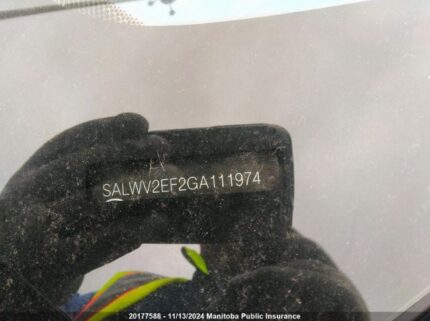 SALWV2EF2GA111974
20177588 - 11/13/2024 Manitoba Public Insurance